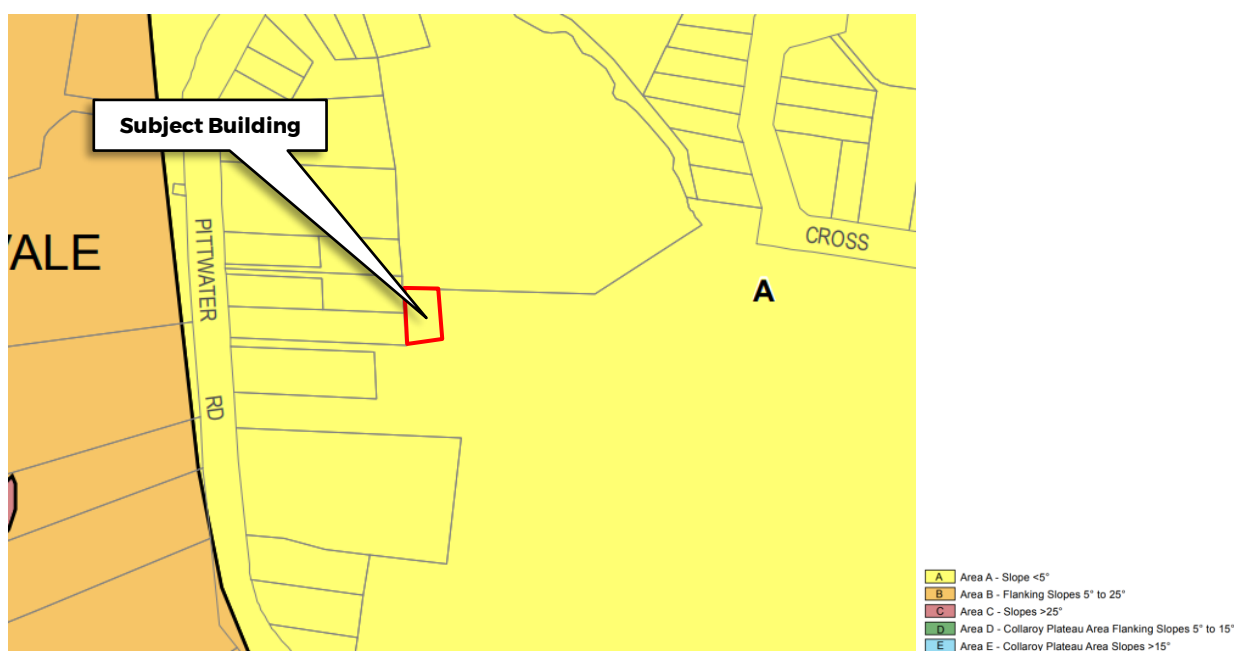 Subject Building
VALE
PITTWATER
RD
CROSS
A
A Area A - Slope <5°
B Area B - Flanking Slopes 5° to 25°
C Area C - Slopes >25°
D Area D - Collaroy Plateau Area Flanking Slopes 5° to 15°
E Area E - Collaroy Plateau Area Slopes >15°